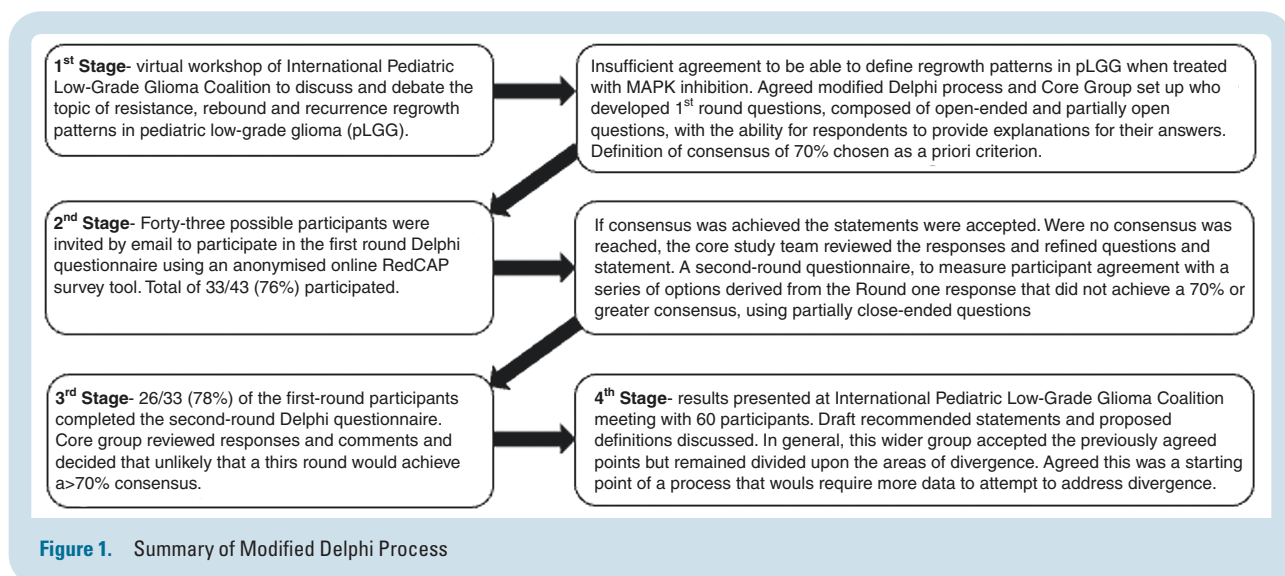 1st Stage- virtual workshop of International Pediatric
Low-Grade Glioma Coalition to discuss and debate the
topic of resistance, rebound and recurrence regrowth
patterns in pediatric low-grade glioma (pLGG).
Insufficient agreement to be able to define regrowth patterns in pLGG when treated
with MAPK inhibition. Agreed modified Delphi process and Core Group set up who
developed 1st round questions, composed of open-ended and partially open
questions, with the ability for respondents to provide explanations for their answers.
Definition of consensus of 70% chosen as a priori criterion.
2nd Stage- Forty-three possible participants were
invited by email to participate in the first round Delphi
questionnaire using an anonymised online RedCAP
survey tool. Total of 33/43 (76%) participated.
If consensus was achieved the statements were accepted. Were no consensus was
reached, the core study team reviewed the responses and refined questions and
statement. A second-round questionnaire, to measure participant agreement with a
series of options derived from the Round one response that did not achieve a 70% or
greater consensus, using partially close-ended questions
3rd Stage- 26/33 (78%) of the first-round participants
completed the second-round Delphi questionnaire.
Core group reviewed responses and comments and
decided that unlikely that a thirs round would achieve
a>70% consensus.
4th Stage- results presented at International Pediatric Low-Grade Glioma Coalition
meeting with 60 participants. Draft recommended statements and proposed
definitions discussed. In general, this wider group accepted the previously agreed
points but remained divided upon the areas of divergence. Agreed this was a starting
point of a process that wouls require more data to attempt to address divergence.
Figure 1. Summary of Modified Delphi Process